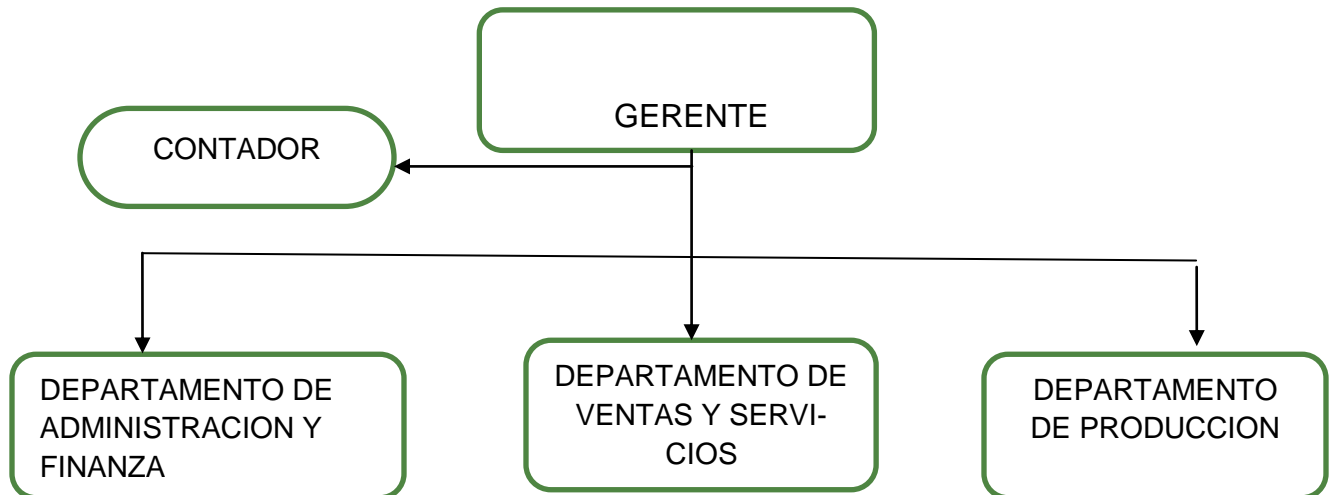 GERENTE
CONTADOR
DEPARTAMENTO DE
ADMINISTRACION Y
FINANZA
DEPARTAMENTO DE
VENTAS Y SERVI-
CIOS
DEPARTAMENTO
DE PRODUCCION